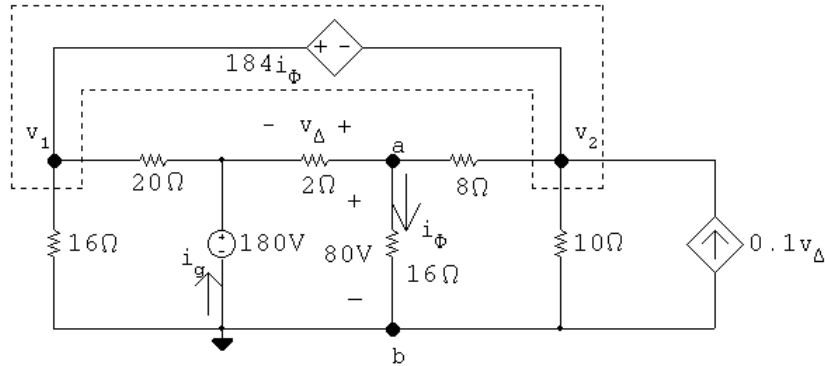 + -
184iΦ
v1
- vΔ +
a
v2
20Ω
2Ω
8Ω
+
16Ω
ig
+
-
180V
80V
iΦ
16Ω
10Ω
0.1vΔ
-
b